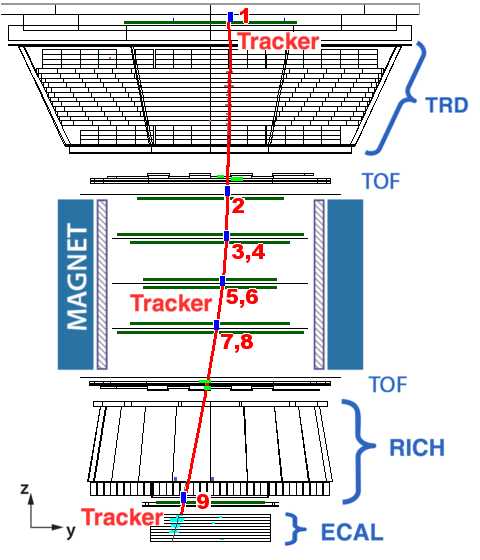 1
Tracker
TRD
TOF
2
MAGNET
3,4
Tracker
5,6
7,8
TOF
RICH
z
9
Tracker
y
ECAL